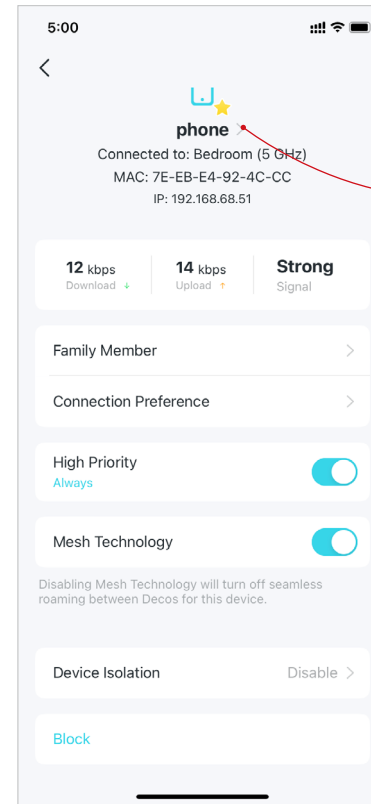 5:00
phone
Connected to: Bedroom (5 GHz)
MAC: 7E-EB-E4-92-4C-CC
IP: 192.168.68.51
12 kbps 14 kbps Strong
Download ↓ Upload ↑ Signal
Family Member
Connection Preference
High Priority
Always
Mesh Technology
Disabling Mesh Technology will turn off seamless
roaming between Decos for this device.
Device Isolation Disable
Block